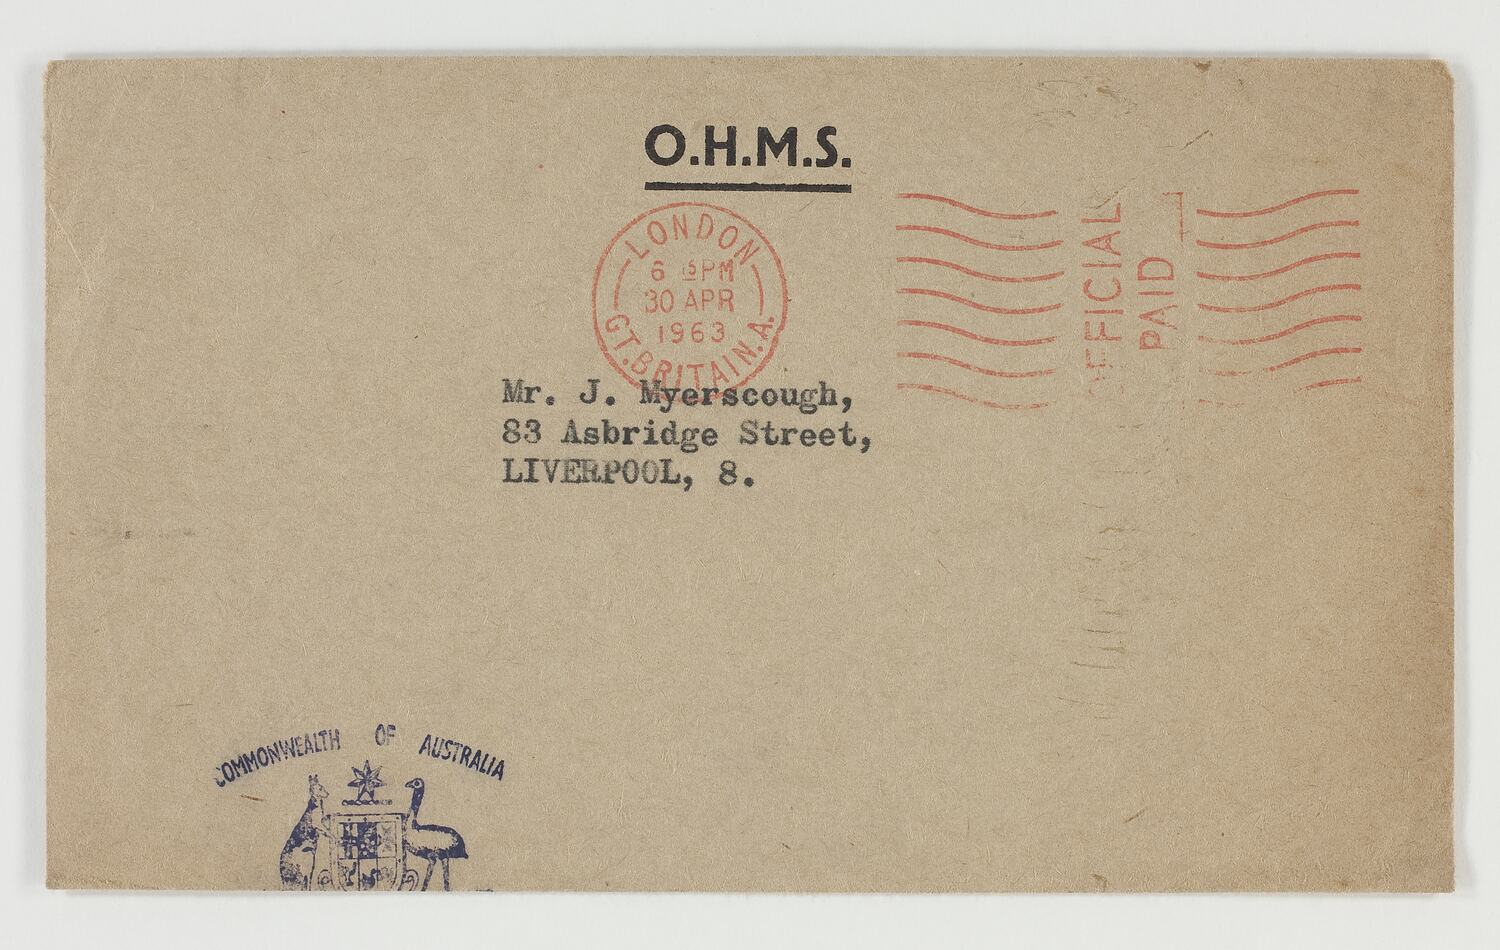 O.H.M.S.
LONDON
6 15PM
30 APR
1963
GT. BRITAIN. A.
OFFICIAL
PAID
Mr. J. Myerscough,
83 Asbridge Street,
LIVERPOOL, 8.
COMMONWEALTH OF AUSTRALIA